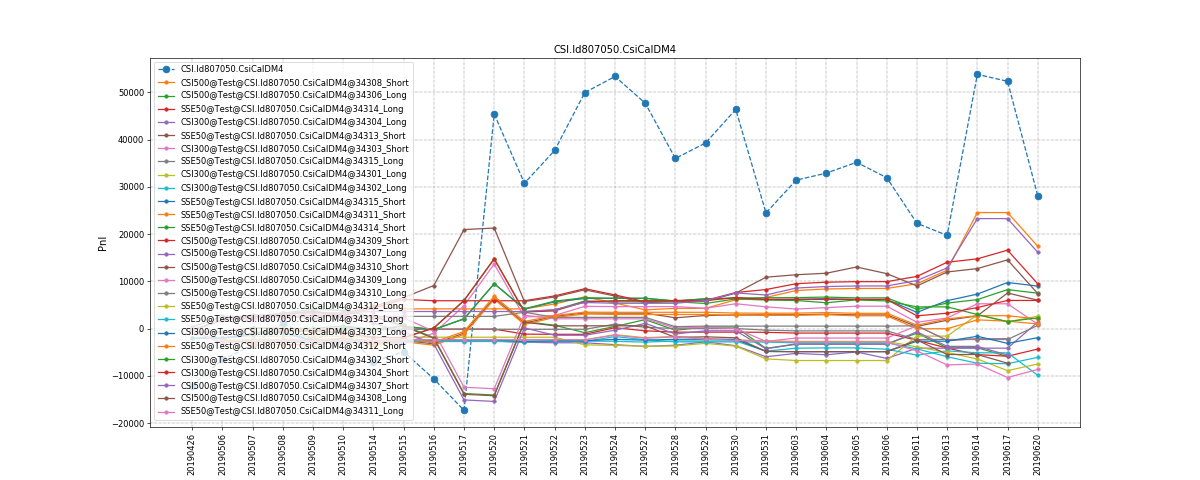 CSI.Id807050.CsiCalDM4
CSI.Id807050.CsiCalDM4
CSI500@Test@CSI.Id807050.CsiCalDM4@34308_Short
CSI500@Test@CSI.Id807050.CsiCalDM4@34306_Long
SSE50@Test@CSI.Id807050.CsiCalDM4@34314_Long
CSI300@Test@CSI.Id807050.CsiCalDM4@34304_Long
SSE50@Test@CSI.Id807050.CsiCalDM4@34313_Short
CSI300@Test@CSI.Id807050.CsiCalDM4@34303_Short
SSE50@Test@CSI.Id807050.CsiCalDM4@34315_Long
CSI300@Test@CSI.Id807050.CsiCalDM4@34301_Long
CSI300@Test@CSI.Id807050.CsiCalDM4@34302_Long
SSE50@Test@CSI.Id807050.CsiCalDM4@34315_Short
SSE50@Test@CSI.Id807050.CsiCalDM4@34311_Short
SSE50@Test@CSI.Id807050.CsiCalDM4@34314_Short
CSI500@Test@CSI.Id807050.CsiCalDM4@34309_Short
CSI500@Test@CSI.Id807050.CsiCalDM4@34307_Long
CSI500@Test@CSI.Id807050.CsiCalDM4@34310_Short
CSI500@Test@CSI.Id807050.CsiCalDM4@34309_Long
CSI500@Test@CSI.Id807050.CsiCalDM4@34310_Long
SSE50@Test@CSI.Id807050.CsiCalDM4@34312_Long
SSE50@Test@CSI.Id807050.CsiCalDM4@34313_Long
CSI300@Test@CSI.Id807050.CsiCalDM4@34303_Long
SSE50@Test@CSI.Id807050.CsiCalDM4@34312_Short
CSI300@Test@CSI.Id807050.CsiCalDM4@34302_Short
CSI300@Test@CSI.Id807050.CsiCalDM4@34304_Short
CSI500@Test@CSI.Id807050.CsiCalDM4@34307_Short
CSI500@Test@CSI.Id807050.CsiCalDM4@34308_Long
SSE50@Test@CSI.Id807050.CsiCalDM4@34311_Long
Pnl
50000
40000
30000
20000
10000
0
−10000
−20000
20190426
20190506
20190507
20190508
20190509
20190510
20190514
20190515
20190516
20190517
20190520
20190521
20190522
20190523
20190524
20190527
20190528
20190529
20190530
20190531
20190603
20190604
20190605
20190606
20190611
20190613
20190614
20190617
20190620